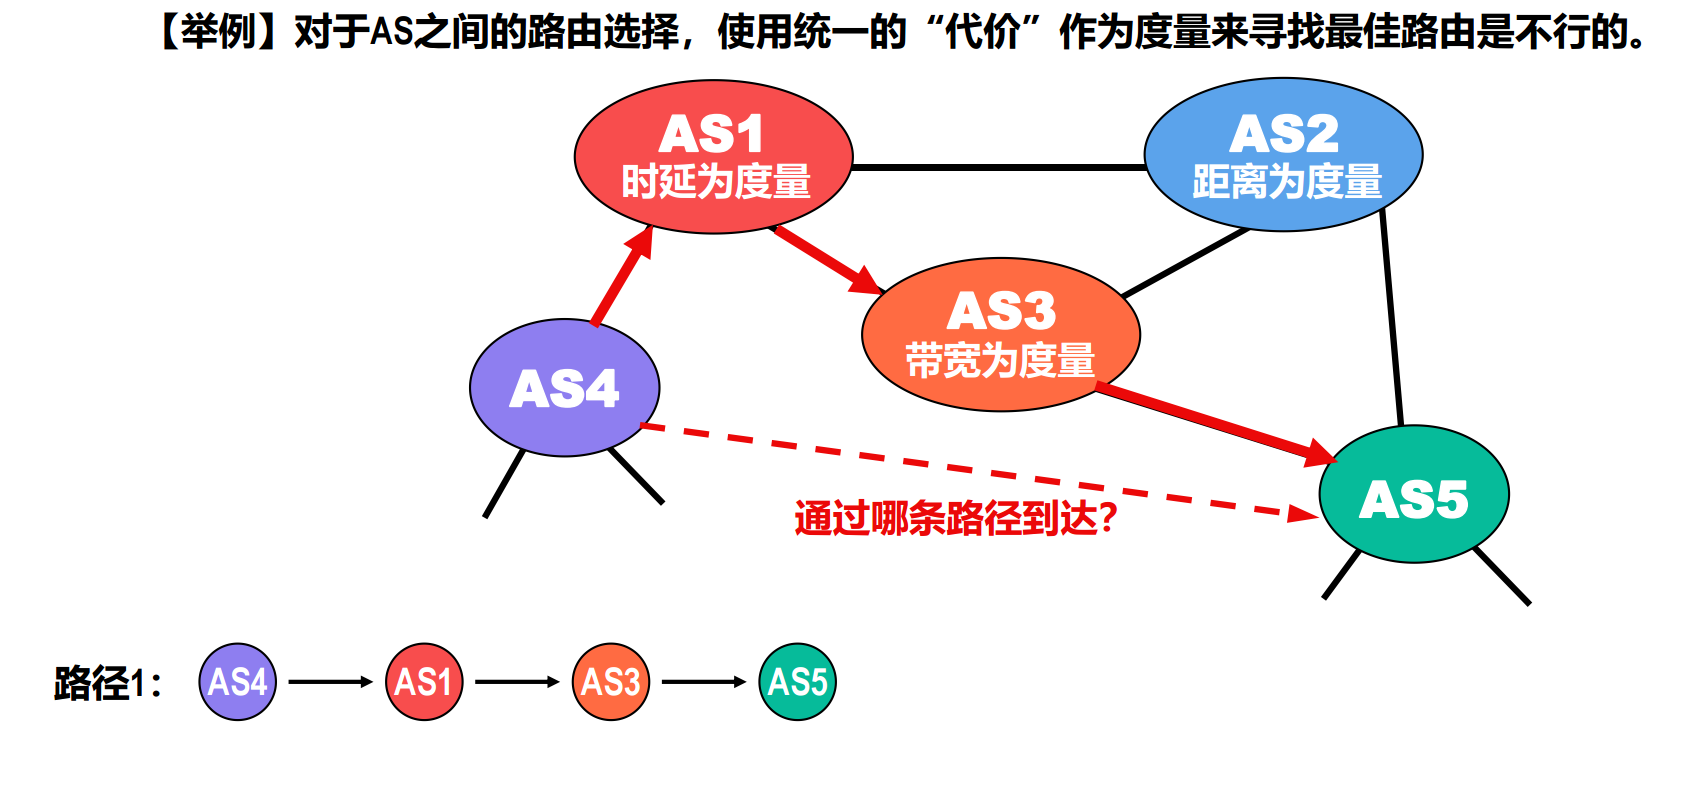 【举例】对于AS之间的路由选择，使用统一的“代价”作为度量来寻找最佳路由是不行的。
AS1
时延为度量
AS2
距离为度量
AS3
带宽为度量
AS4
AS5
通过哪条路径到达？
路径1： AS4 AS1 AS3 AS5